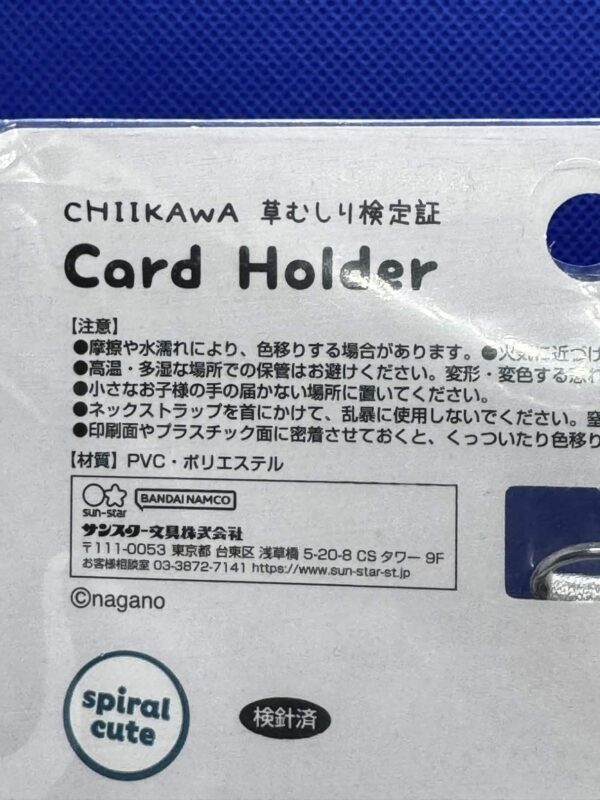 CHIIKAWA 草むしり検定証
Card Holder
【注意】
●摩擦や水濡れにより、色移りする場合があります。●火気に近づけ
●高温・多湿な場所での保管はお避けください。変形・変色する恐れ
●小さなお子様の手の届かない場所に置いてください。
●ネックストラップを首にかけて、乱暴に使用しないでください。窒
●印刷面やプラスチック面に密着させておくと、くっついたり色移り
【材質】PVC・ポリエステル
sun-star BANDAI NAMCO
サンスター文具株式会社
〒111-0053 東京都 台東区 浅草橋 5-20-8 CS タワー 9F
お客様相談室 03-3872-7141 https://www.sun-star-st.jp
©nagano
spiral
cute
検針済